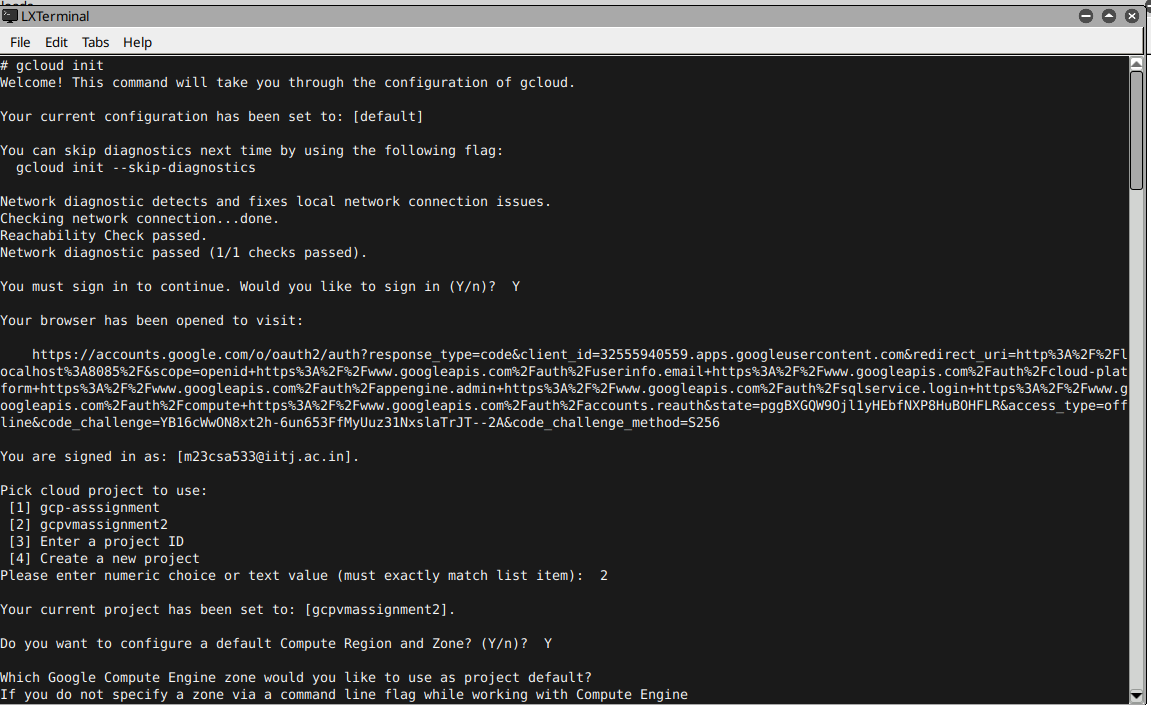 LXTerminal
File Edit Tabs Help
# gcloud init
Welcome! This command will take you through the configuration of gcloud.
Your current configuration has been set to: [default]
You can skip diagnostics next time by using the following flag:
gcloud init --skip-diagnostics
Network diagnostic detects and fixes local network connection issues.
Checking network connection...done.
Reachability Check passed.
Network diagnostic passed (1/1 checks passed).
You must sign in to continue. Would you like to sign in (Y/n)? Y
Your browser has been opened to visit:
https://accounts.google.com/o/oauth2/auth?response_type=code&client_id=32555940559.apps.googleusercontent.com&redirect_uri=http%3A%2F%2Fl
ocalhost%3A8085%2F&scope=openid+https%3A%2F%2Fwww.googleapis.com%2Fauth%2Fuserinfo.email+https%3A%2F%2Fwww.googleapis.com%2Fauth%2Fcloud-plat
form+https%3A%2F%2Fwww.googleapis.com%2Fauth%2Fappengine.admin+https%3A%2F%2Fwww.googleapis.com%2Fauth%2Fsqlservice.login+https%3A%2F%2Fwww.g
oogleapis.com%2Fauth%2Fcompute+https%3A%2F%2Fwww.googleapis.com%2Fauth%2Faccounts.reauth&state=pggBXGQW9Ojl1yHEbfNXP8HuBOHFLR&access_type=off
line&code_challenge=YB16cWwON8xt2h-6un653FfMyUuz31NxslaTrJT--2A&code_challenge_method=S256
You are signed in as: [m23csa533@iitj.ac.in].
Pick cloud project to use:
[1] gcp-asssignment
[2] gcpvmassignment2
[3] Enter a project ID
[4] Create a new project
Please enter numeric choice or text value (must exactly match list item): 2
Your current project has been set to: [gcpvmassignment2].
Do you want to configure a default Compute Region and Zone? (Y/n)? Y
Which Google Compute Engine zone would you like to use as project default?
If you do not specify a zone via a command line flag while working with Compute Engine